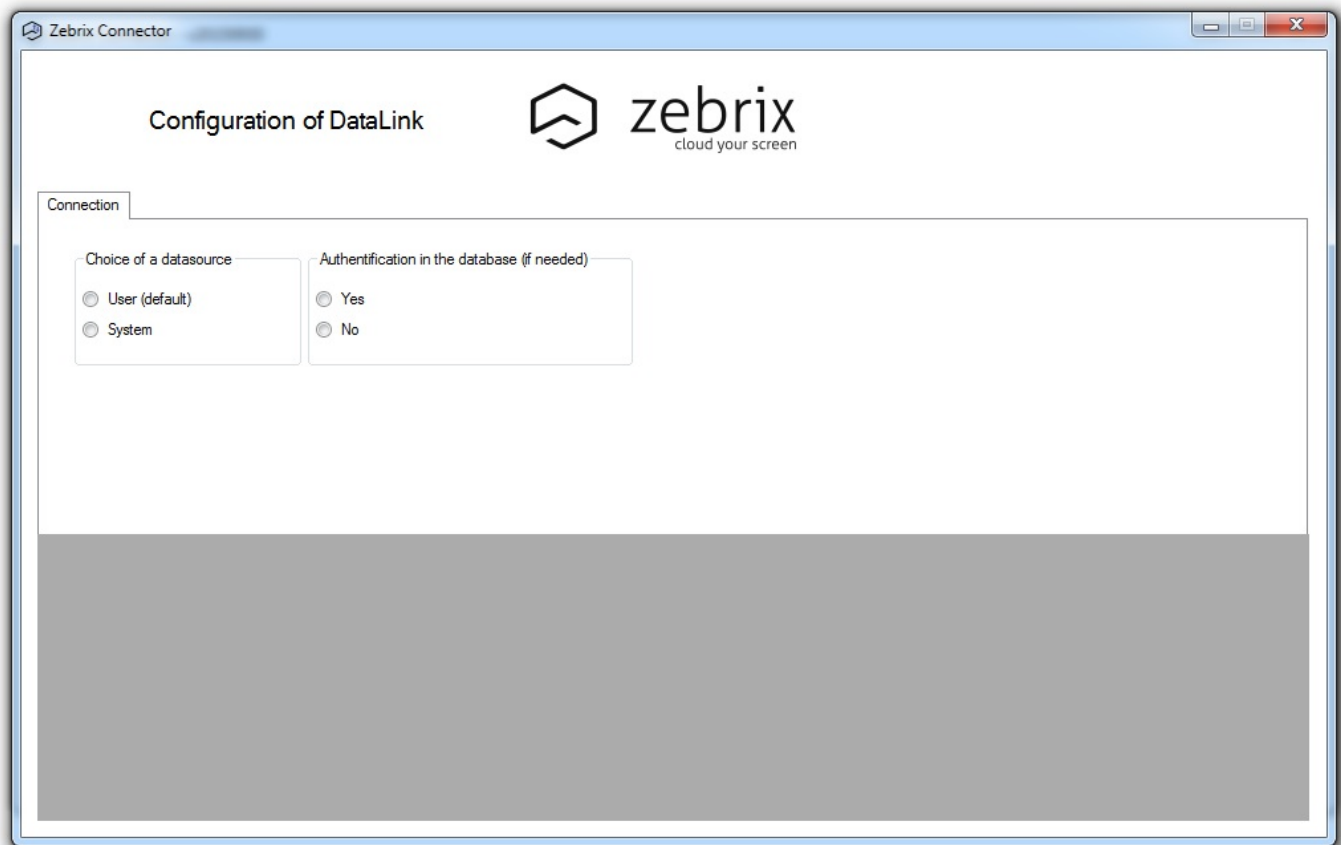 Zebrix Connector
Configuration of DataLink
zebrix
cloud your screen
Connection
Choice of a datasource
User (default)
System
Authentification in the database (if needed)
Yes
No